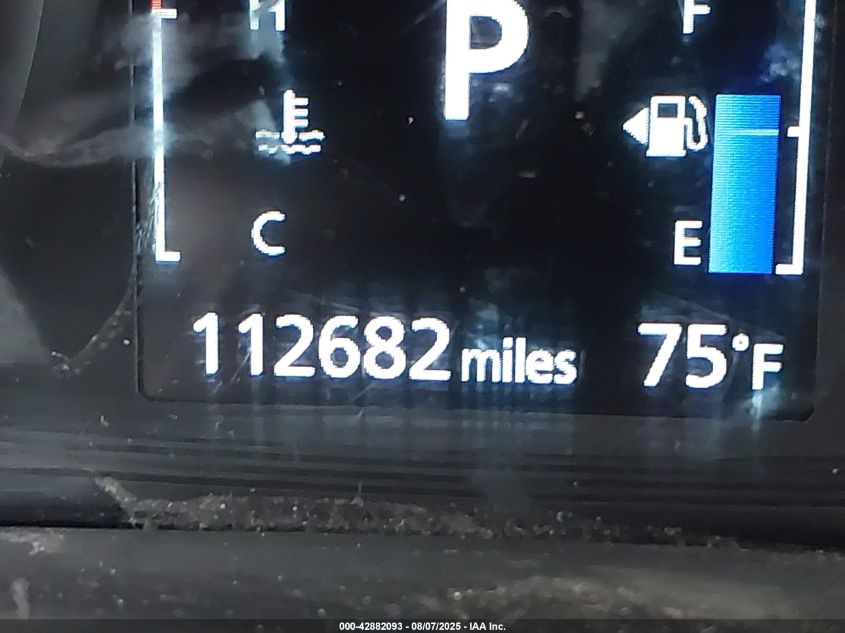 H P F
C E
112682 miles 75°F
000-42882093 - 08/07/2025 - IAA Inc.